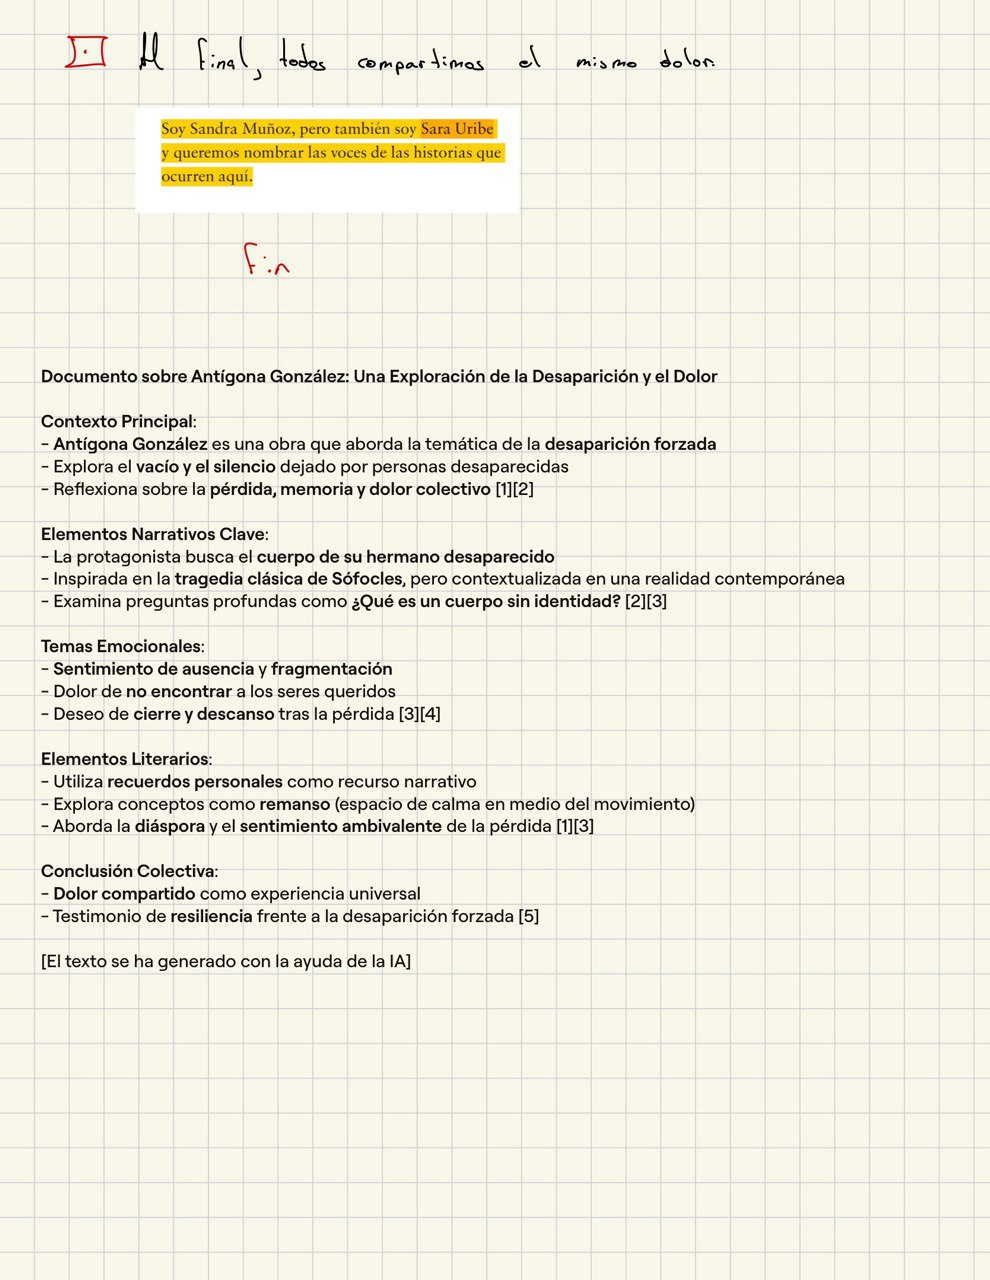 Al final, todos compartimos el mismo dolor.
Soy Sandra Muñoz, pero también soy Sara Uribe
y queremos nombrar las voces de las historias que
ocurren aquí.
Fin
Documento sobre Antígona González: Una Exploración de la Desaparición y el Dolor
Contexto Principal:
- Antígona González es una obra que aborda la temática de la desaparición forzada
- Explora el vacío y el silencio dejado por personas desaparecidas
- Reflexiona sobre la pérdida, memoria y dolor colectivo [1][2]
Elementos Narrativos Clave:
- La protagonista busca el cuerpo de su hermano desaparecido
- Inspirada en la tragedia clásica de Sófocles, pero contextualizada en una realidad contemporánea
- Examina preguntas profundas como ¿Qué es un cuerpo sin identidad? [2][3]
Temas Emocionales:
- Sentimiento de ausencia y fragmentación
- Dolor de no encontrar a los seres queridos
- Deseo de cierre y descanso tras la pérdida [3][4]
Elementos Literarios:
- Utiliza recuerdos personales como recurso narrativo
- Explora conceptos como remanso (espacio de calma en medio del movimiento)
- Aborda la diáspora y el sentimiento ambivalente de la pérdida [1][3]
Conclusión Colectiva:
- Dolor compartido como experiencia universal
- Testimonio de resiliencia frente a la desaparición forzada [5]
[El texto se ha generado con la ayuda de la IA]